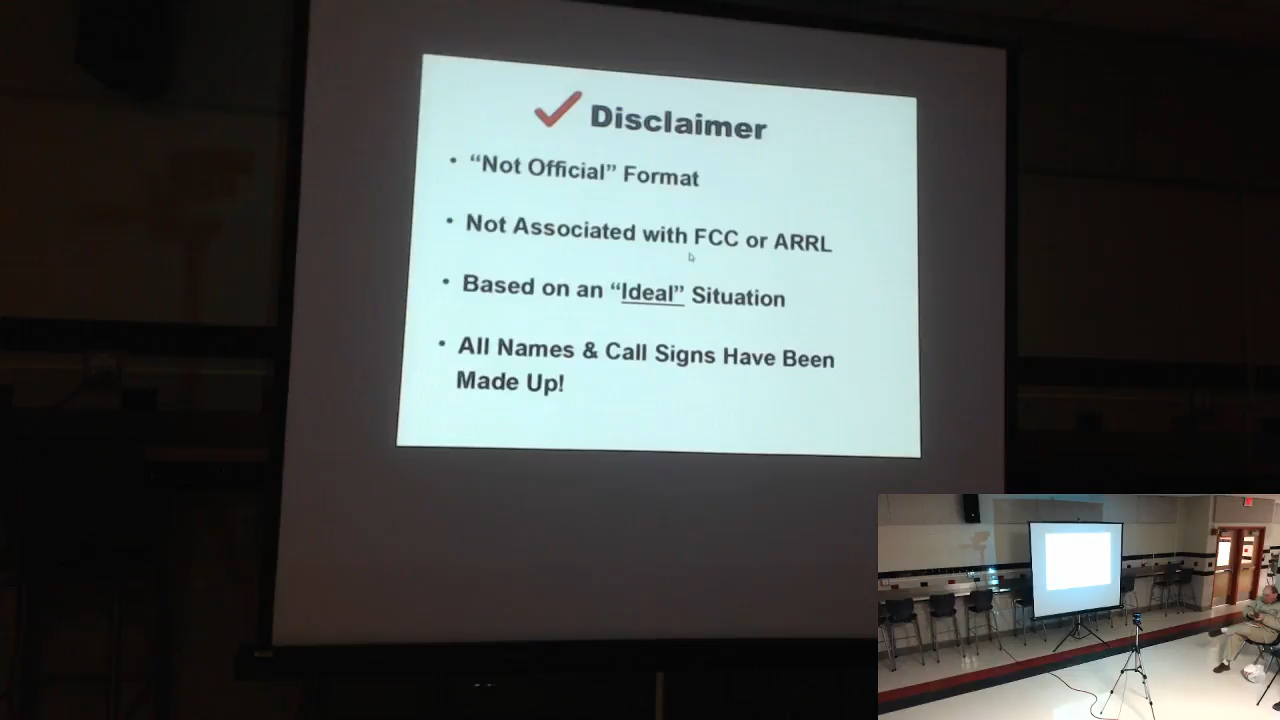 Disclaimer
• “Not Official” Format
• Not Associated with FCC or ARRL
• Based on an “Ideal” Situation
• All Names & Call Signs Have Been
Made Up!